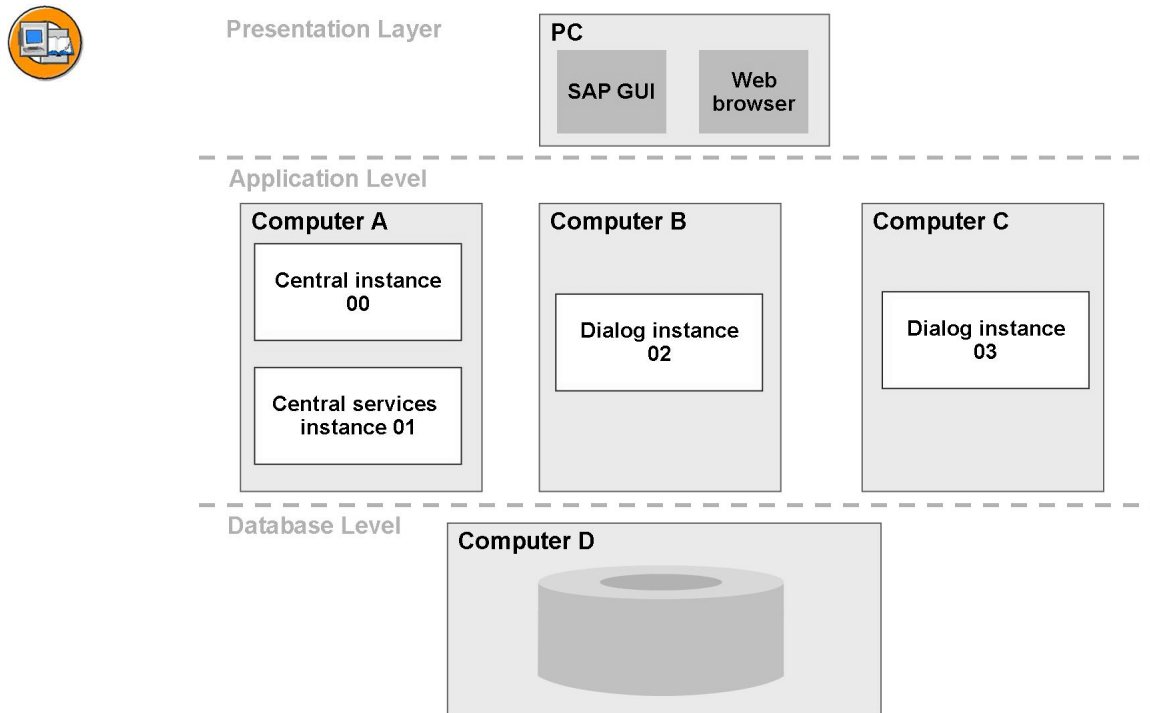 Presentation Layer
PC
SAP GUI
Web
browser
Application Level
Computer A
Central instance
00
Central services
instance 01
Computer B
Dialog instance
02
Computer C
Dialog instance
03
Database Level
Computer D